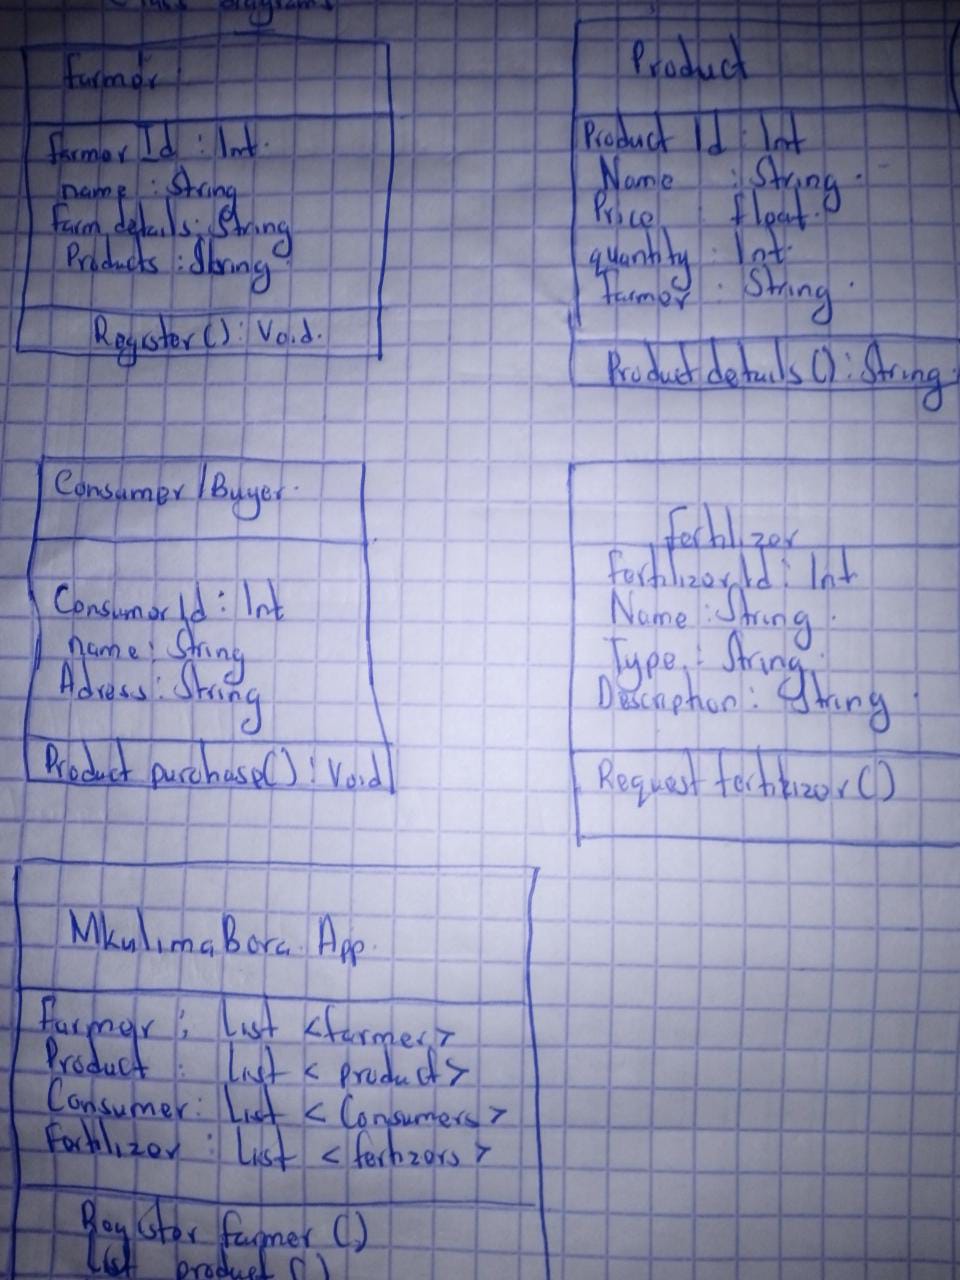 Class diagrams
Farmer
Farmer Id : Int.
name : String
Farm details : String
Products : String
Register() : Void.
Product
Product Id : Int
Name : String.
Price : float.
quantity : Int.
farmer : String.
Product details () : String.
Consumer / Buyer.
Consumer Id : Int
name : String
Adress : String
Product purchase() : Void
Fertilizer
Fertilizer Id : Int
Name : String.
Type : String.
Description : String.
Request fertilizer ()
Mkulima Bora App.
Farmer : List <farmer>
Product : List < product >
Consumer : List < Consumers >
Fertilizer : List < fertizers >
Register farmer ()
List product ()